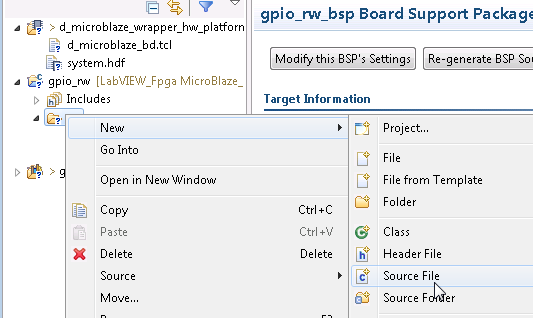 gpio_rw_bsp Board Support Package
> d_microblaze_wrapper_hw_platform
d_microblaze_bd.tcl
system.hdf
Modify this BSP's Settings
Re-generate BSP Sou
gpio_rw [LabVIEW_Fpga MicroBlaze_
Includes
Target Information
New
Go Into
Open in New Window
Copy Ctrl+C
Paste Ctrl+V
Delete Delete
Source
Move...
> g
Project...
File
File from Template
Folder
Class
Header File
Source File
Source Folder